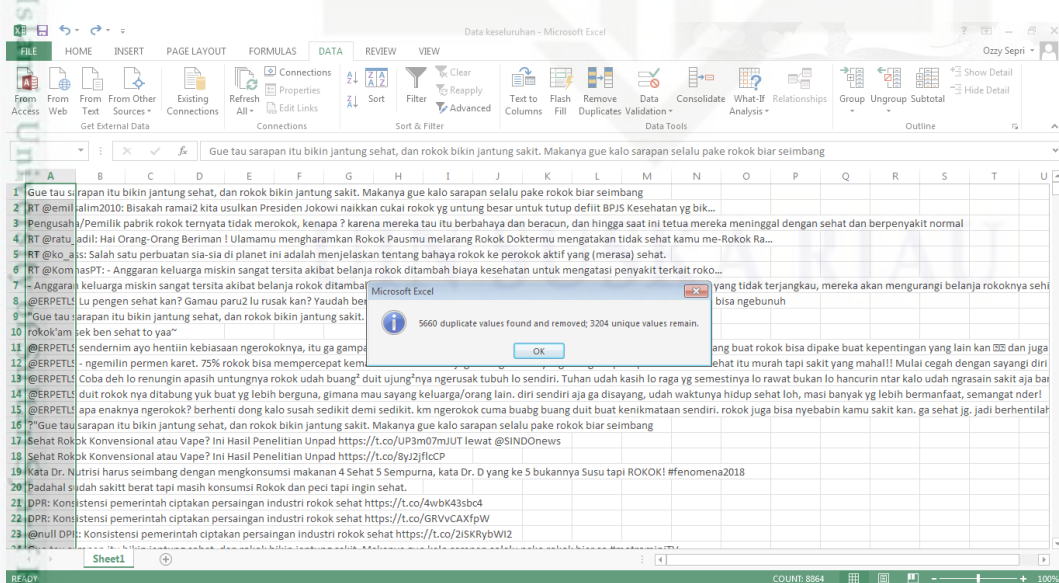 Data keseluruhan - Microsoft Excel
FILE HOME INSERT PAGE LAYOUT FORMULAS DATA REVIEW VIEW Ozzy Sepri
From Access From Web From Text From Other Sources Existing Connections Refresh All Connections Properties Edit Links Sort Filter Clear Reapply Advanced Text to Columns Flash Fill Remove Duplicates Data Validation Consolidate What-If Analysis Relationships Group Ungroup Subtotal Show Detail Hide Detail
Get External Data Connections Sort & Filter Data Tools Outline
fx Gue tau sarapan itu bikin jantung sehat, dan rokok bikin jantung sakit. Makanya gue kalo sarapan selalu pake rokok biar seimbang
A B C D E F G H I J K L M N O P Q R S T U
1 Gue tau sarapan itu bikin jantung sehat, dan rokok bikin jantung sakit. Makanya gue kalo sarapan selalu pake rokok biar seimbang
2 RT @emilsalim2010: Bisakah ramai2 kita usulkan Presiden Jokowi naikkan cukai rokok yg untung besar untuk tutup defiit BPJS Kesehatan yg bik...
3 Pengusaha/Pemilik pabrik rokok ternyata tidak merokok, kenapa ? karena mereka tau itu berbahaya dan beracun, dan hingga saat ini tetua mereka meninggal dengan sehat dan berpenyakit normal
4 RT @ratu_adil: Hai Orang-Orang Beriman ! Ulamamu mengharamkan Rokok Pausmu melarang Rokok Doktermu mengatakan tidak sehat kamu me-Rokok Ra...
5 RT @ko_ass: Salah satu perbuatan sia-sia di planet ini adalah menjelaskan tentang bahaya rokok ke perokok aktif yang (merasa) sehat.
6 RT @KomnasPT: - Anggaran keluarga miskin sangat tersita akibat belanja rokok ditambah biaya kesehatan untuk mengatasi penyakit terkait roko...
7 - Anggaran keluarga miskin sangat tersita akibat belanja rokok ditambah yang tidak terjangkau, mereka akan mengurangi belanja rokoknya sehi
8 @ERPETLS Lu pengen sehat kan? Gamau paru2 lu rusak kan? Yaudah ber bisa ngebunuh
9 "Gue tau sarapan itu bikin jantung sehat, dan rokok bikin jantung sakit.
10 rokok'am sek ben sehat to yaa~
11 @ERPETLS sendernim ayo hentiin kebiasaan ngerokoknya, itu ga gampa ang buat rokok bisa dipake buat kepentingan yang lain kan dan juga
12 @ERPETLS - ngemilin permen karet. 75% rokok bisa mempercepat kem ehat itu murah tapi sakit yang mahal!! Mulai cegah dengan sayangi diri
13 @ERPETLS Coba deh lo renungin apasih untungnya rokok udah buang² duit ujung²nya ngerusak tubuh lo sendiri. Tuhan udah kasih lo raga yg semestinya lo rawat bukan lo hancurin ntar kalo udah ngrasain sakit aja bar
14 @ERPETLS duit rokok nya ditabung yuk buat yg lebih berguna, gimana mau sayang keluarga/orang lain. diri sendiri aja ga disayang, udah waktunya hidup sehat loh, masi banyak yg lebih bermanfaat, semangat nder!
15 @ERPETLS apa enaknya ngerokok? berhenti dong kalo susah sedikit demi sedikit. km ngerokok cuma buabg buang duit buat kenikmataan sendiri. rokok juga bisa nyebabin kamu sakit kan. ga sehat jg. jadi berhentilah
16 ?"Gue tau sarapan itu bikin jantung sehat, dan rokok bikin jantung sakit. Makanya gue kalo sarapan selalu pake rokok biar seimbang
17 Sehat Rokok Konvensional atau Vape? Ini Hasil Penelitian Unpad https://t.co/UP3m07mJUT lewat @SINDOnews
18 Sehat Rokok Konvensional atau Vape? Ini Hasil Penelitian Unpad https://t.co/8yJ2jflcCP
19 Kata Dr. Nutrisi harus seimbang dengan mengkonsumsi makanan 4 Sehat 5 Sempurna, kata Dr. D yang ke 5 bukannya Susu tapi ROKOK! #fenomena2018
20 Padahal sudah sakitt berat tapi masih konsumsi Rokok dan peci tapi ingin sehat.
21 DPR: Konsistensi pemerintah ciptakan persaingan industri rokok sehat https://t.co/4wbK43sbc4
22 DPR: Konsistensi pemerintah ciptakan persaingan industri rokok sehat https://t.co/GRVvCAXfpW
23 @null DPR: Konsistensi pemerintah ciptakan persaingan industri rokok sehat https://t.co/2iSKRybWI2
Microsoft Excel
5660 duplicate values found and removed; 3204 unique values remain.
OK
Sheet1
READY COUNT: 8864 100%